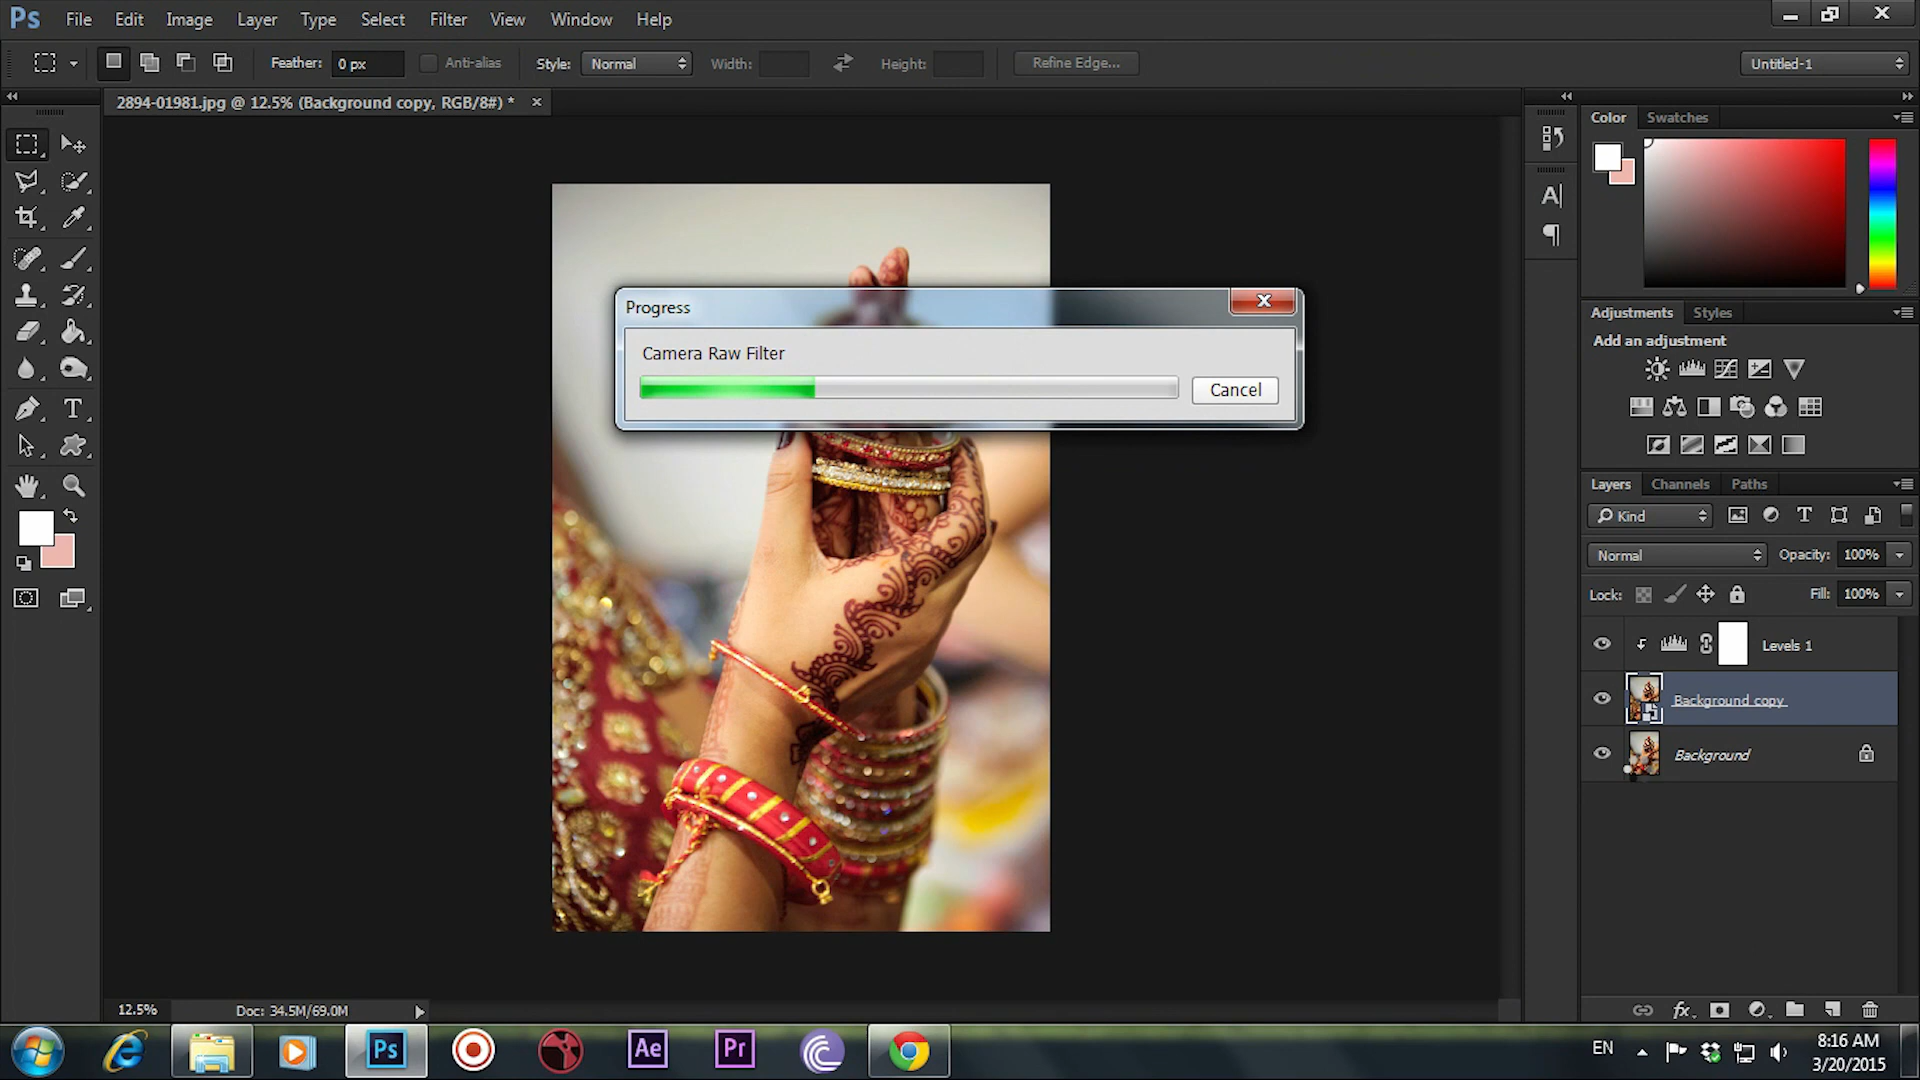 Ps File Edit Image Layer Type Select Filter View Window Help
Feather: 0 px Anti-alias Style: Normal Width: Height: Refine Edge... Untitled-1
2894-01981.jpg @ 12.5% (Background copy, RGB/8#) *
Color Swatches
Progress
Camera Raw Filter
Cancel
Adjustments Styles
Add an adjustment
Layers Channels Paths
Kind
Normal Opacity: 100%
Lock: Fill: 100%
Levels 1
Background copy
Background
12.5% Doc: 34.5M/69.0M
Ps Ae Pr EN 8:16 AM
3/20/2015